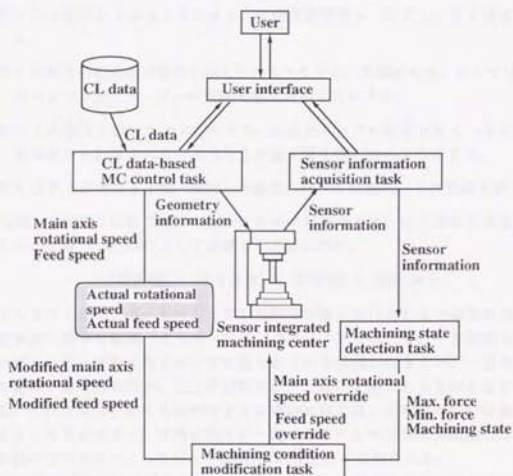 User
CL data
User interface
CL data
CL data-based
MC control task
Sensor information
acquisition task
Geometry
information
Sensor
information
Main axis
rotational speed
Feed speed
Sensor
information
Actual rotational
speed
Actual feed speed
Sensor integrated
machining center
Machining state
detection task
Modified main axis
rotational speed
Modified feed speed
Main axis rotational
speed override
Feed speed
override
Max. force
Min. force
Machining state
Machining condition
modification task